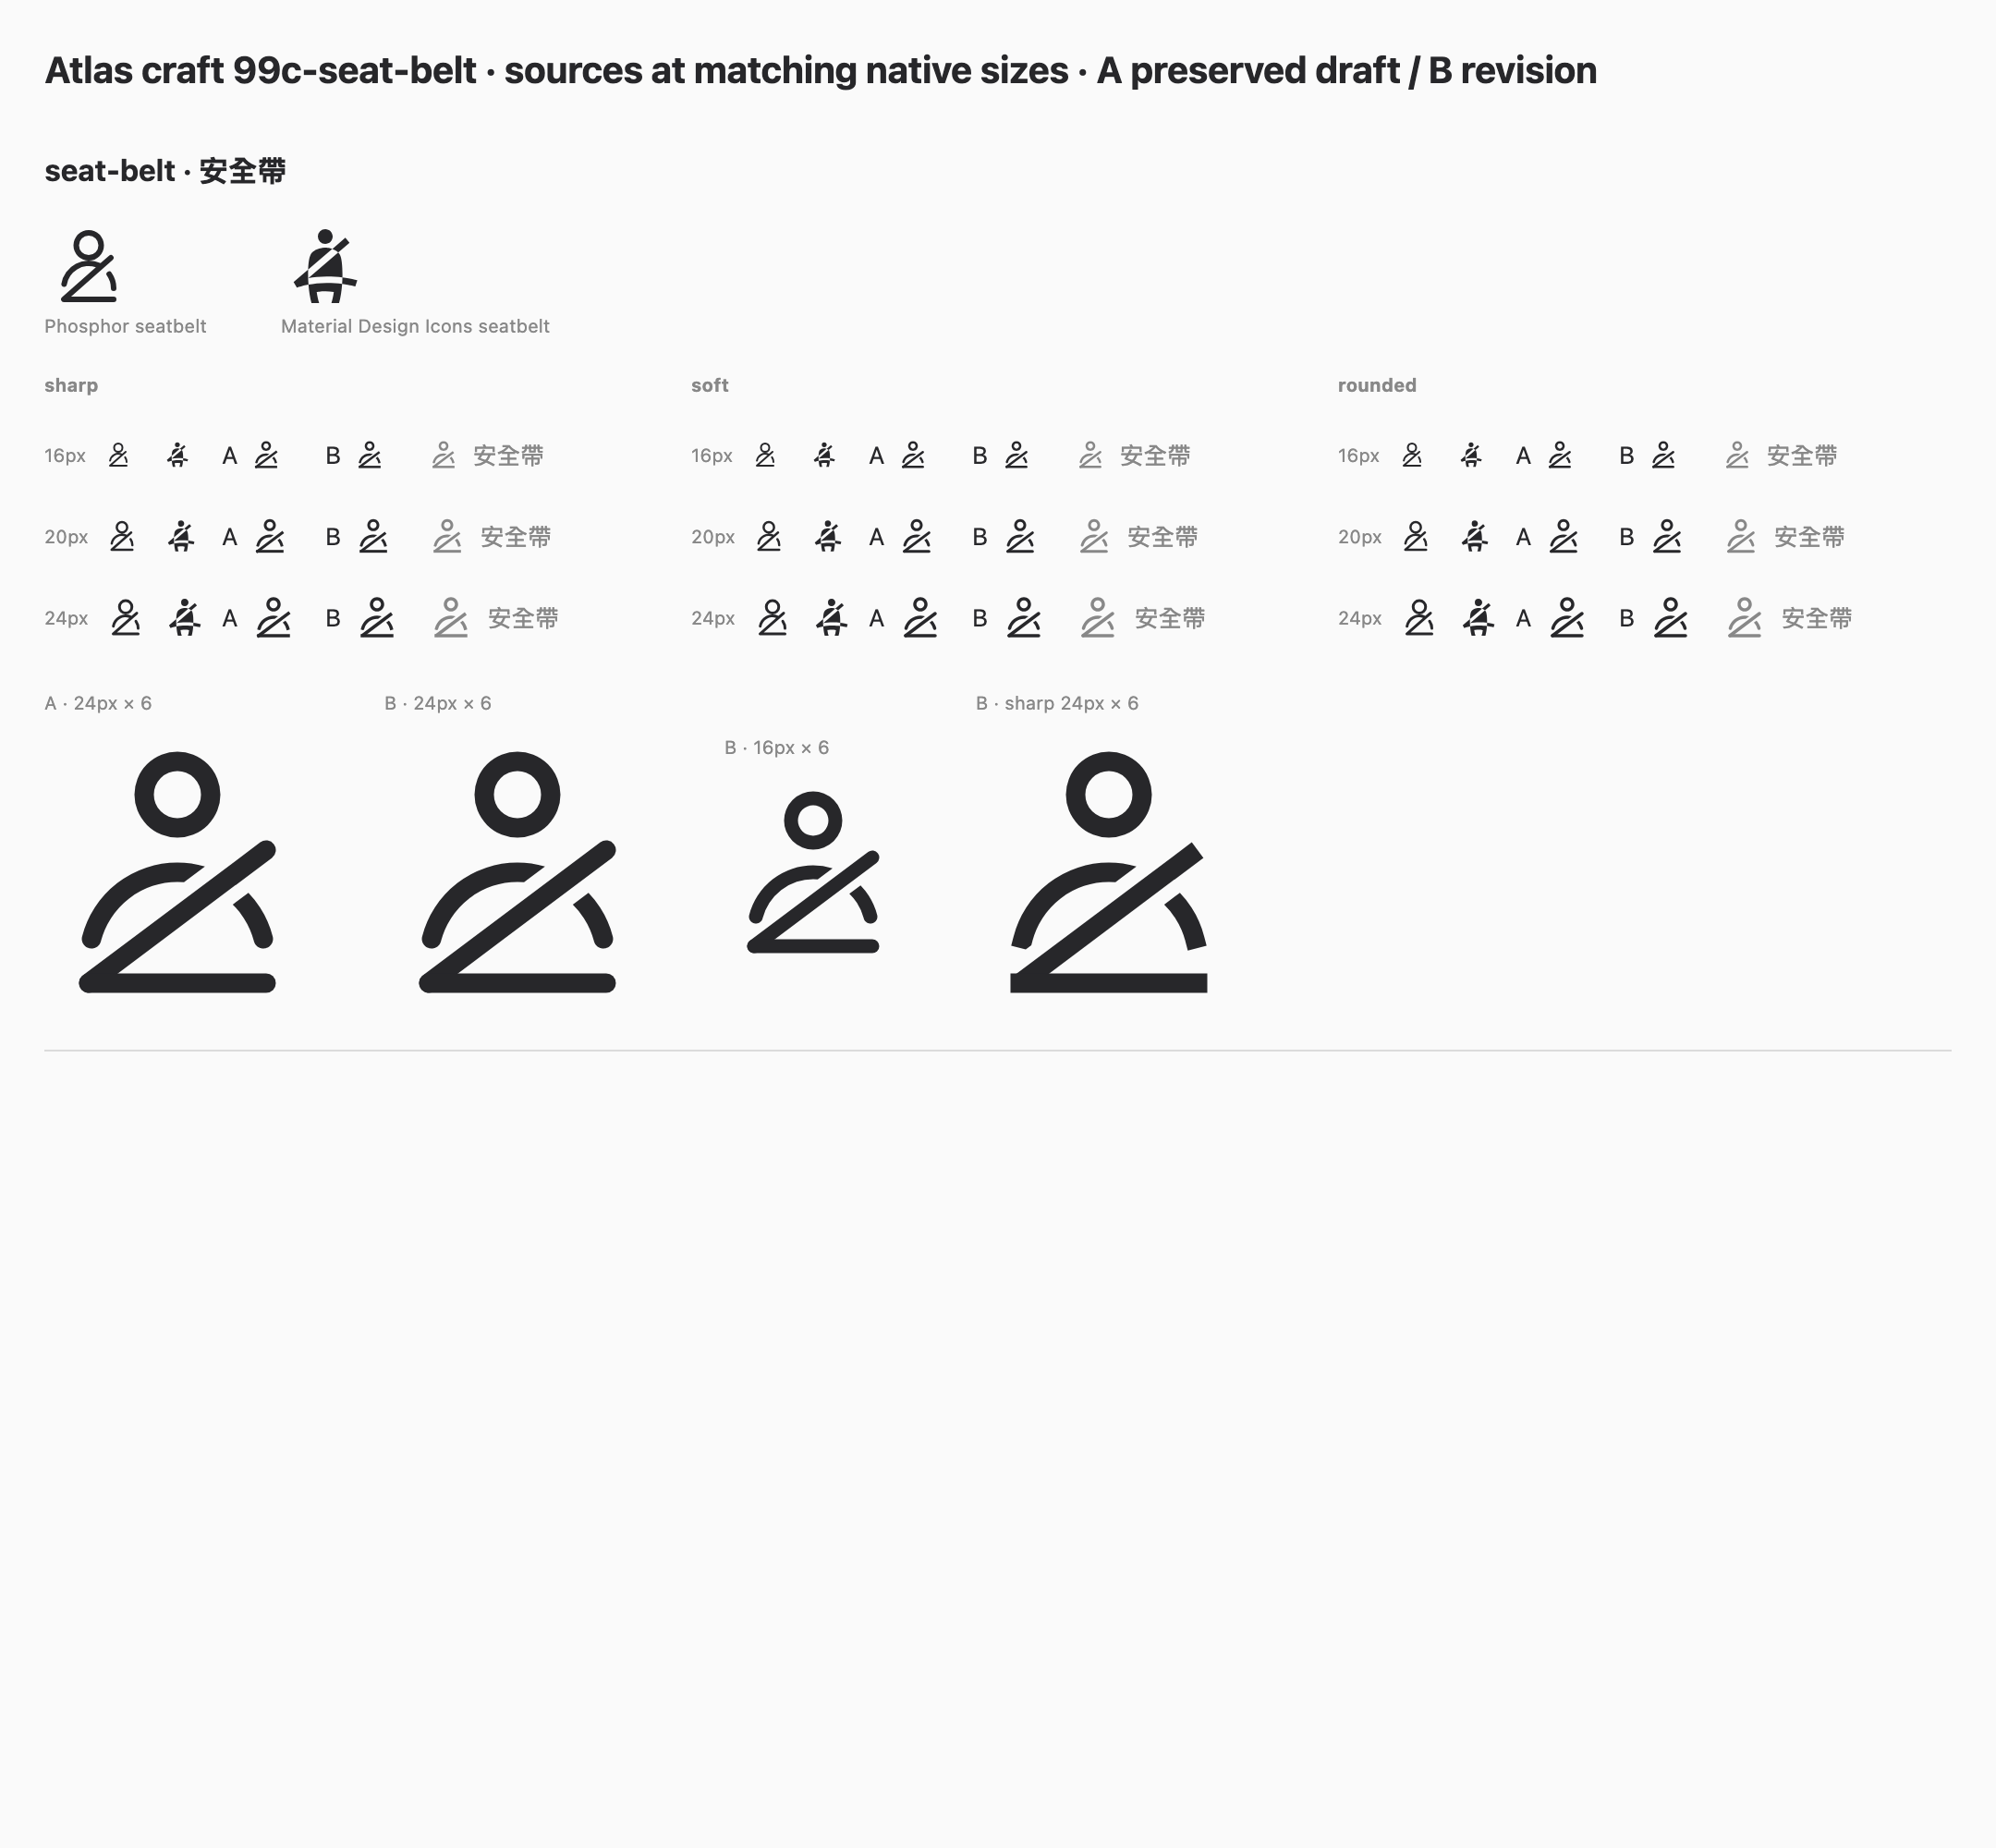 Atlas craft 99c-seat-belt · sources at matching native sizes · A preserved draft / B revision
seat-belt · 安全帶
Phosphor seatbelt Material Design Icons seatbelt
sharp soft rounded
16px A B 安全帶 16px A B 安全帶 16px A B 安全帶
20px A B 安全帶 20px A B 安全帶 20px A B 安全帶
24px A B 安全帶 24px A B 安全帶 24px A B 安全帶
A · 24px × 6 B · 24px × 6 B · sharp 24px × 6
B · 16px × 6